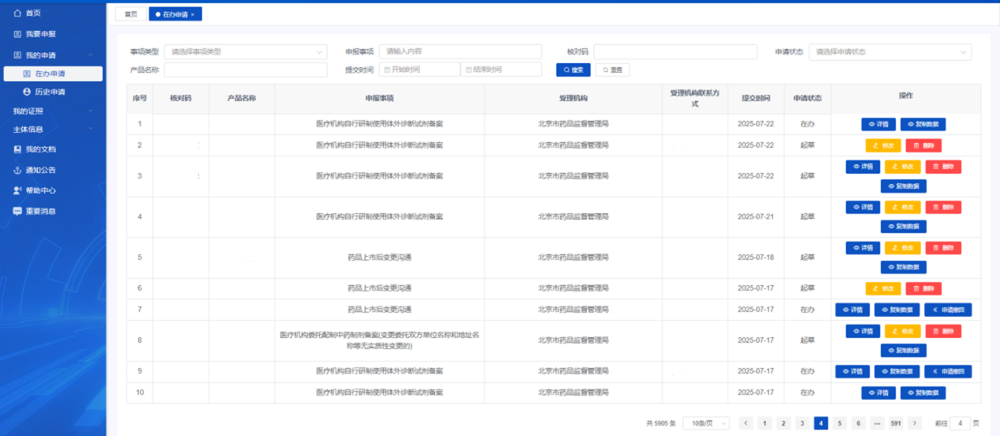 首页
我要申报
我的申请
在办申请
历史申请
我的证照
主体信息
我的文档
通知公告
帮助中心
重要消息
首页 在办申请 ×
事项类型 请选择事项类型 申报事项 请输入内容 核对码 申请状态 请选择申请状态
产品名称 提交时间 开始时间 结束时间 搜索 重置
序号 核对码 产品名称 申报事项 受理机构 受理机构联系方式 提交时间 申请状态 操作
1 医疗机构自行研制使用体外诊断试剂备案 北京市药品监督管理局 2025-07-22 在办 详情 复制数据
2 医疗机构自行研制使用体外诊断试剂备案 北京市药品监督管理局 2025-07-22 起草 修改 删除
3 医疗机构自行研制使用体外诊断试剂备案 北京市药品监督管理局 2025-07-22 起草 详情 修改 删除
复制数据
4 医疗机构自行研制使用体外诊断试剂备案 北京市药品监督管理局 2025-07-21 起草 详情 修改 删除
复制数据
5 药品上市后变更沟通 北京市药品监督管理局 2025-07-18 起草 详情 修改 删除
复制数据
6 药品上市后变更沟通 北京市药品监督管理局 2025-07-17 起草 修改 删除
7 药品上市后变更沟通 北京市药品监督管理局 2025-07-17 在办 详情 复制数据 申请撤回
8 医疗机构委托配制中药制剂备案(变更委托双方单位名称和地址名称等无实质性变更的) 北京市药品监督管理局 2025-07-17 起草 详情 修改 删除
复制数据
9 医疗机构自行研制使用体外诊断试剂备案 北京市药品监督管理局 2025-07-17 在办 详情 复制数据 申请撤回
10 医疗机构自行研制使用体外诊断试剂备案 北京市药品监督管理局 2025-07-17 在办 详情 复制数据
共 5905 条 10条/页 < 1 2 3 4 5 6 ··· 591 > 前往 4 页